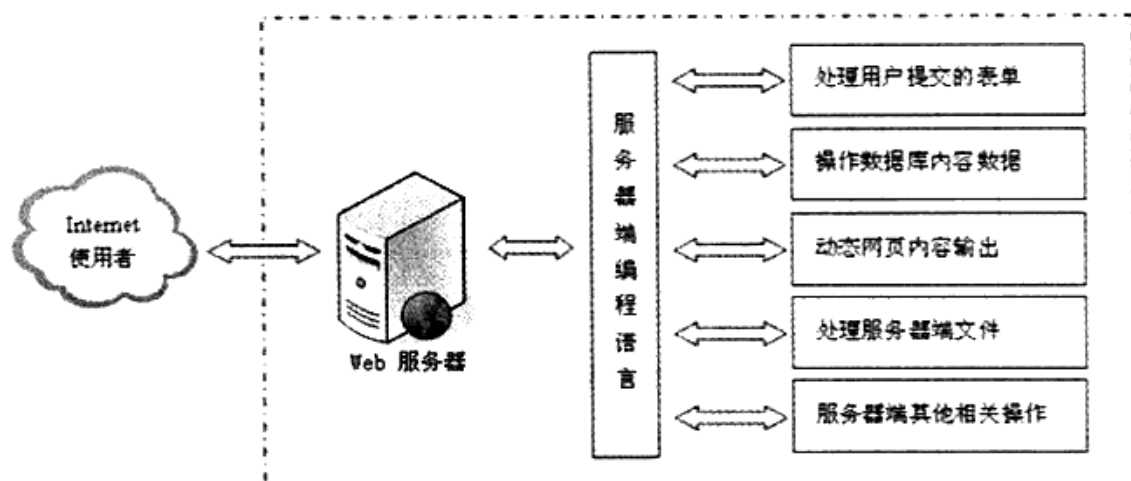 Internet
使用者
Web 服务器
服务器端编程语言
处理用户提交的表单
操作数据库内容数据
动态网页内容输出
处理服务器端文件
服务器端其他相关操作